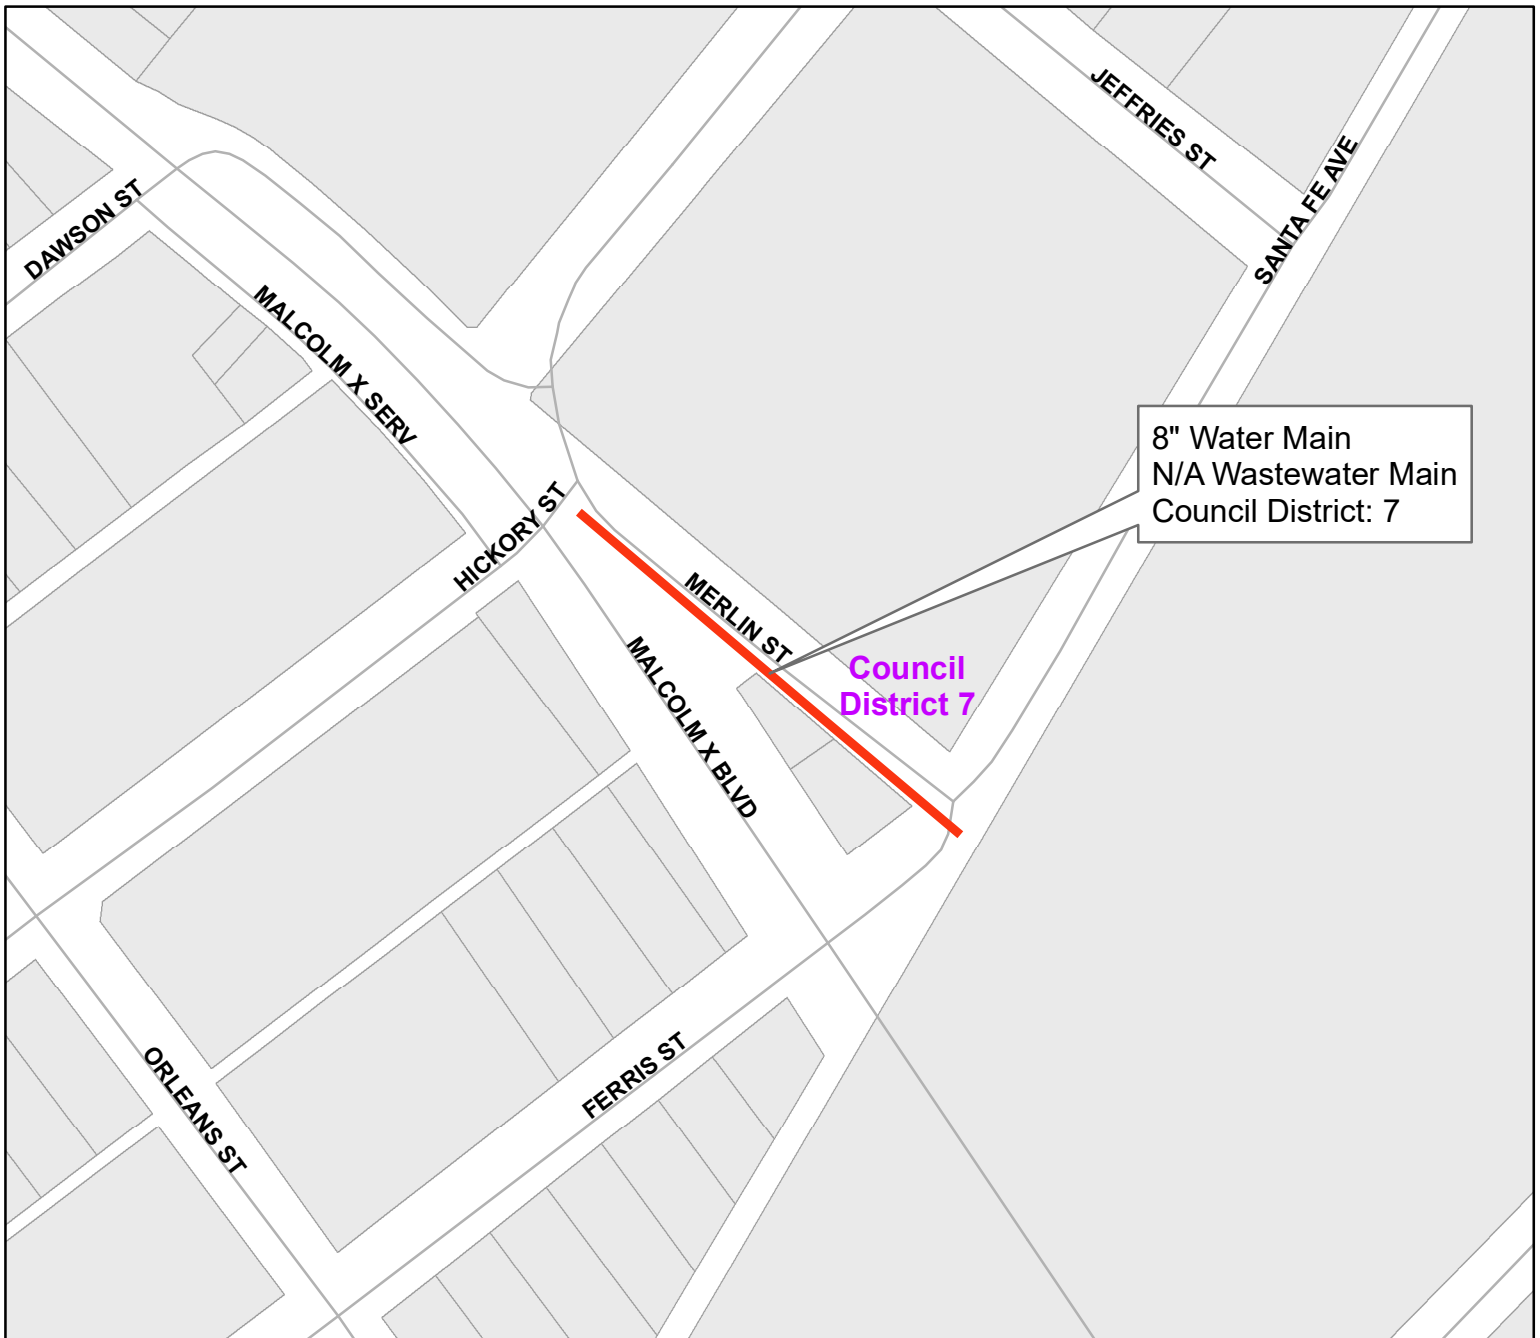 JEFFRIES ST
SANTA FE AVE
DAWSON ST
MALCOLM X SERV
8" Water Main
N/A Wastewater Main
Council District: 7
HICKORY ST
MERLIN ST
MALCOLM X BLVD
Council
District 7
FERRIS ST
ORLEANS ST